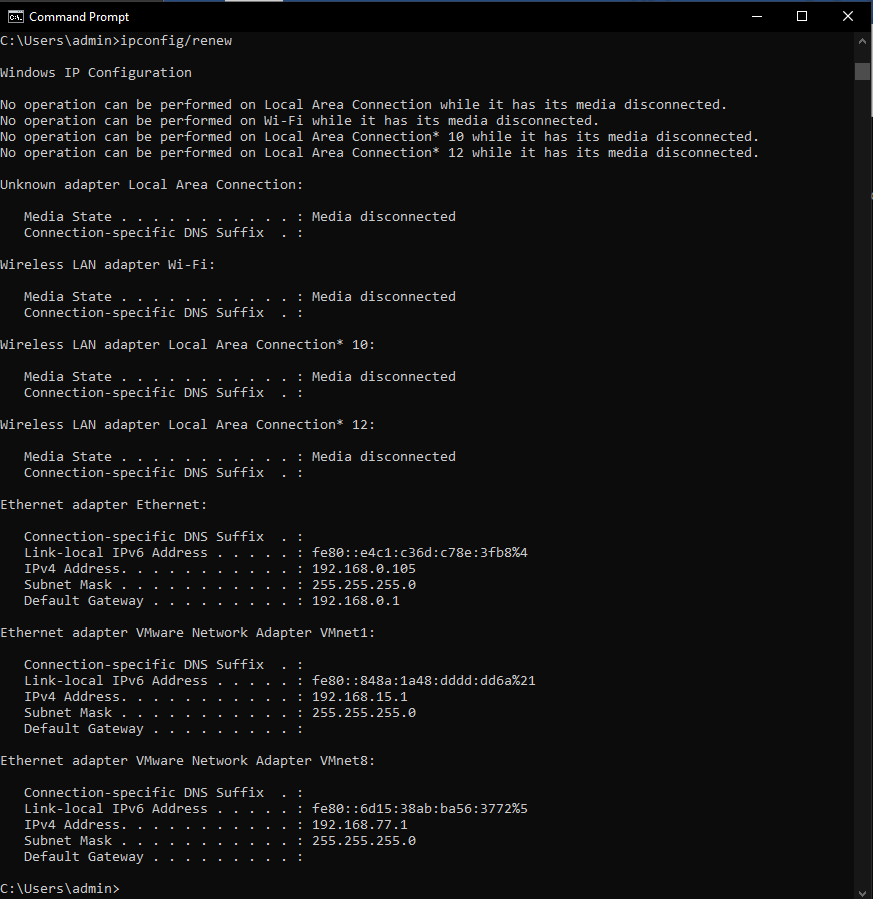 Command Prompt
C:\Users\admin>ipconfig/renew
Windows IP Configuration
No operation can be performed on Local Area Connection while it has its media disconnected.
No operation can be performed on Wi-Fi while it has its media disconnected.
No operation can be performed on Local Area Connection* 10 while it has its media disconnected.
No operation can be performed on Local Area Connection* 12 while it has its media disconnected.
Unknown adapter Local Area Connection:
   Media State . . . . . . . . . . . : Media disconnected
   Connection-specific DNS Suffix  . :
Wireless LAN adapter Wi-Fi:
   Media State . . . . . . . . . . . : Media disconnected
   Connection-specific DNS Suffix  . :
Wireless LAN adapter Local Area Connection* 10:
   Media State . . . . . . . . . . . : Media disconnected
   Connection-specific DNS Suffix  . :
Wireless LAN adapter Local Area Connection* 12:
   Media State . . . . . . . . . . . : Media disconnected
   Connection-specific DNS Suffix  . :
Ethernet adapter Ethernet:
   Connection-specific DNS Suffix  . :
   Link-local IPv6 Address . . . . . : fe80::e4c1:c36d:c78e:3fb8%4
   IPv4 Address. . . . . . . . . . . : 192.168.0.105
   Subnet Mask . . . . . . . . . . . : 255.255.255.0
   Default Gateway . . . . . . . . . : 192.168.0.1
Ethernet adapter VMware Network Adapter VMnet1:
   Connection-specific DNS Suffix  . :
   Link-local IPv6 Address . . . . . : fe80::848a:1a48:dddd:dd6a%21
   IPv4 Address. . . . . . . . . . . : 192.168.15.1
   Subnet Mask . . . . . . . . . . . : 255.255.255.0
   Default Gateway . . . . . . . . . :
Ethernet adapter VMware Network Adapter VMnet8:
   Connection-specific DNS Suffix  . :
   Link-local IPv6 Address . . . . . : fe80::6d15:38ab:ba56:3772%5
   IPv4 Address. . . . . . . . . . . : 192.168.77.1
   Subnet Mask . . . . . . . . . . . : 255.255.255.0
   Default Gateway . . . . . . . . . :
C:\Users\admin>